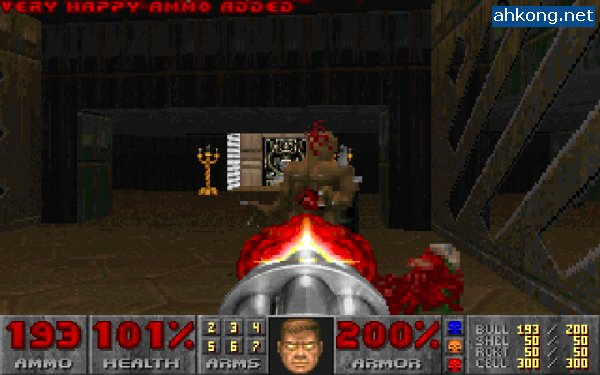 VERY HAPPY AMMO ADDED
ahkong.net
193
AMMO
101%
HEALTH
2 3 4
5 6 7
ARMS
200%
ARMOR
BULL 193 / 200
SHEL 50 / 50
RCKT 50 / 50
CELL 300 / 300